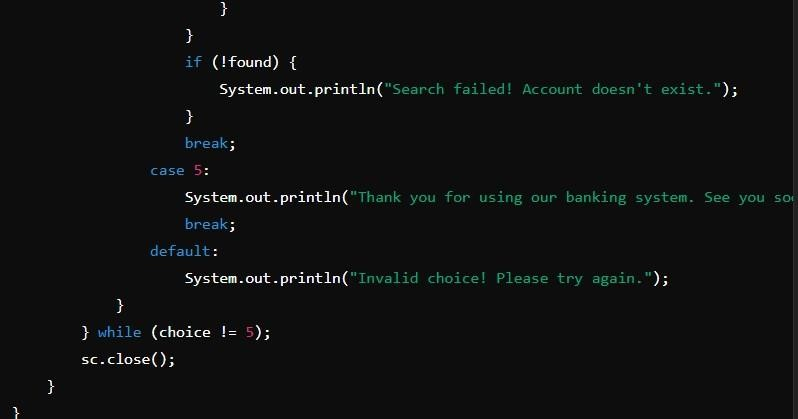 }
}
if (!found) {
System.out.println("Search failed! Account doesn't exist.");
}
break;
case 5:
System.out.println("Thank you for using our banking system. See you
break;
default:
System.out.println("Invalid choice! Please try again.");
}
} while (choice != 5);
sc.close();
}
}